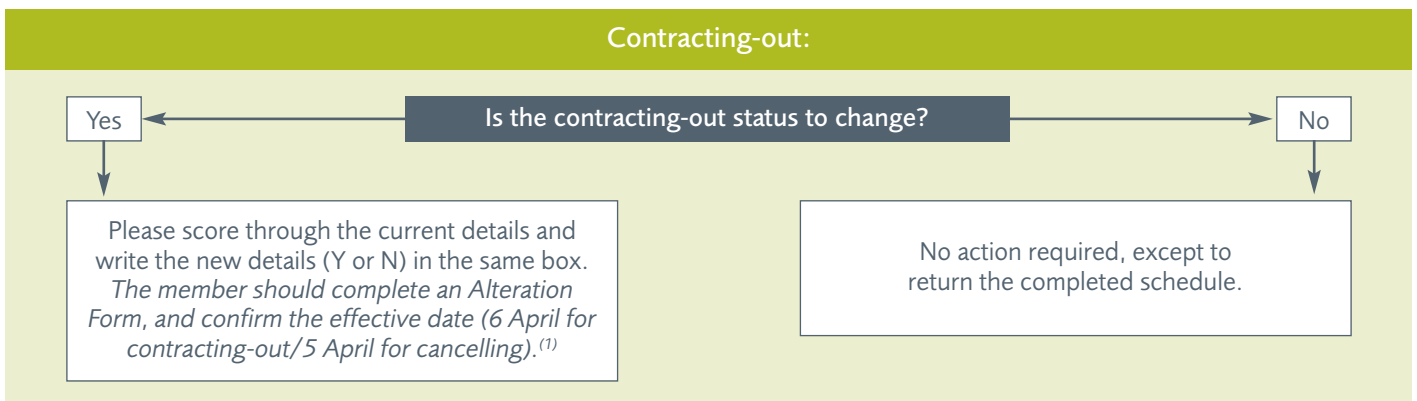 Contracting-out:
Yes
Is the contracting-out status to change?
No
Please score through the current details and
write the new details (Y or N) in the same box.
The member should complete an Alteration
Form, and confirm the effective date (6 April for
contracting-out/5 April for cancelling).(1)
No action required, except to
return the completed schedule.